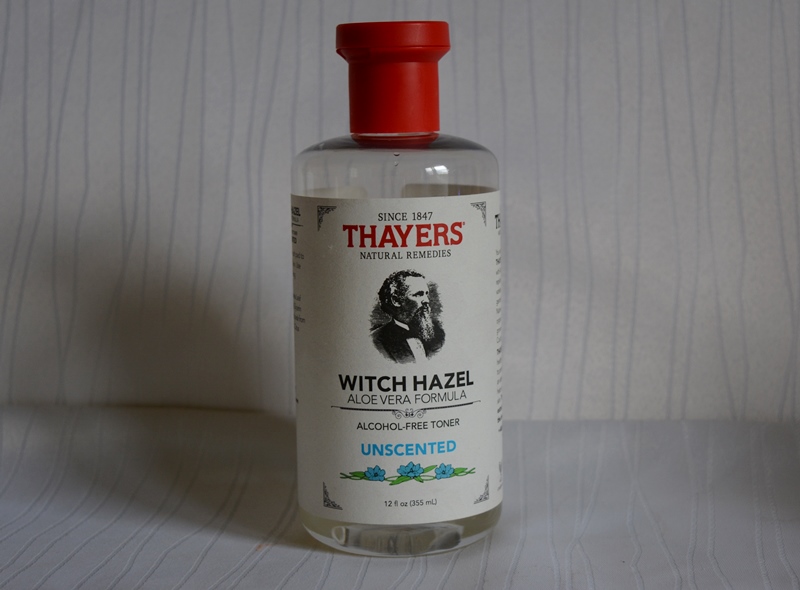 SINCE 1847
THAYERS®
NATURAL REMEDIES
WITCH HAZEL
ALOE VERA FORMULA
ALCOHOL-FREE TONER
UNSCENTED
12 fl oz (355 mL)